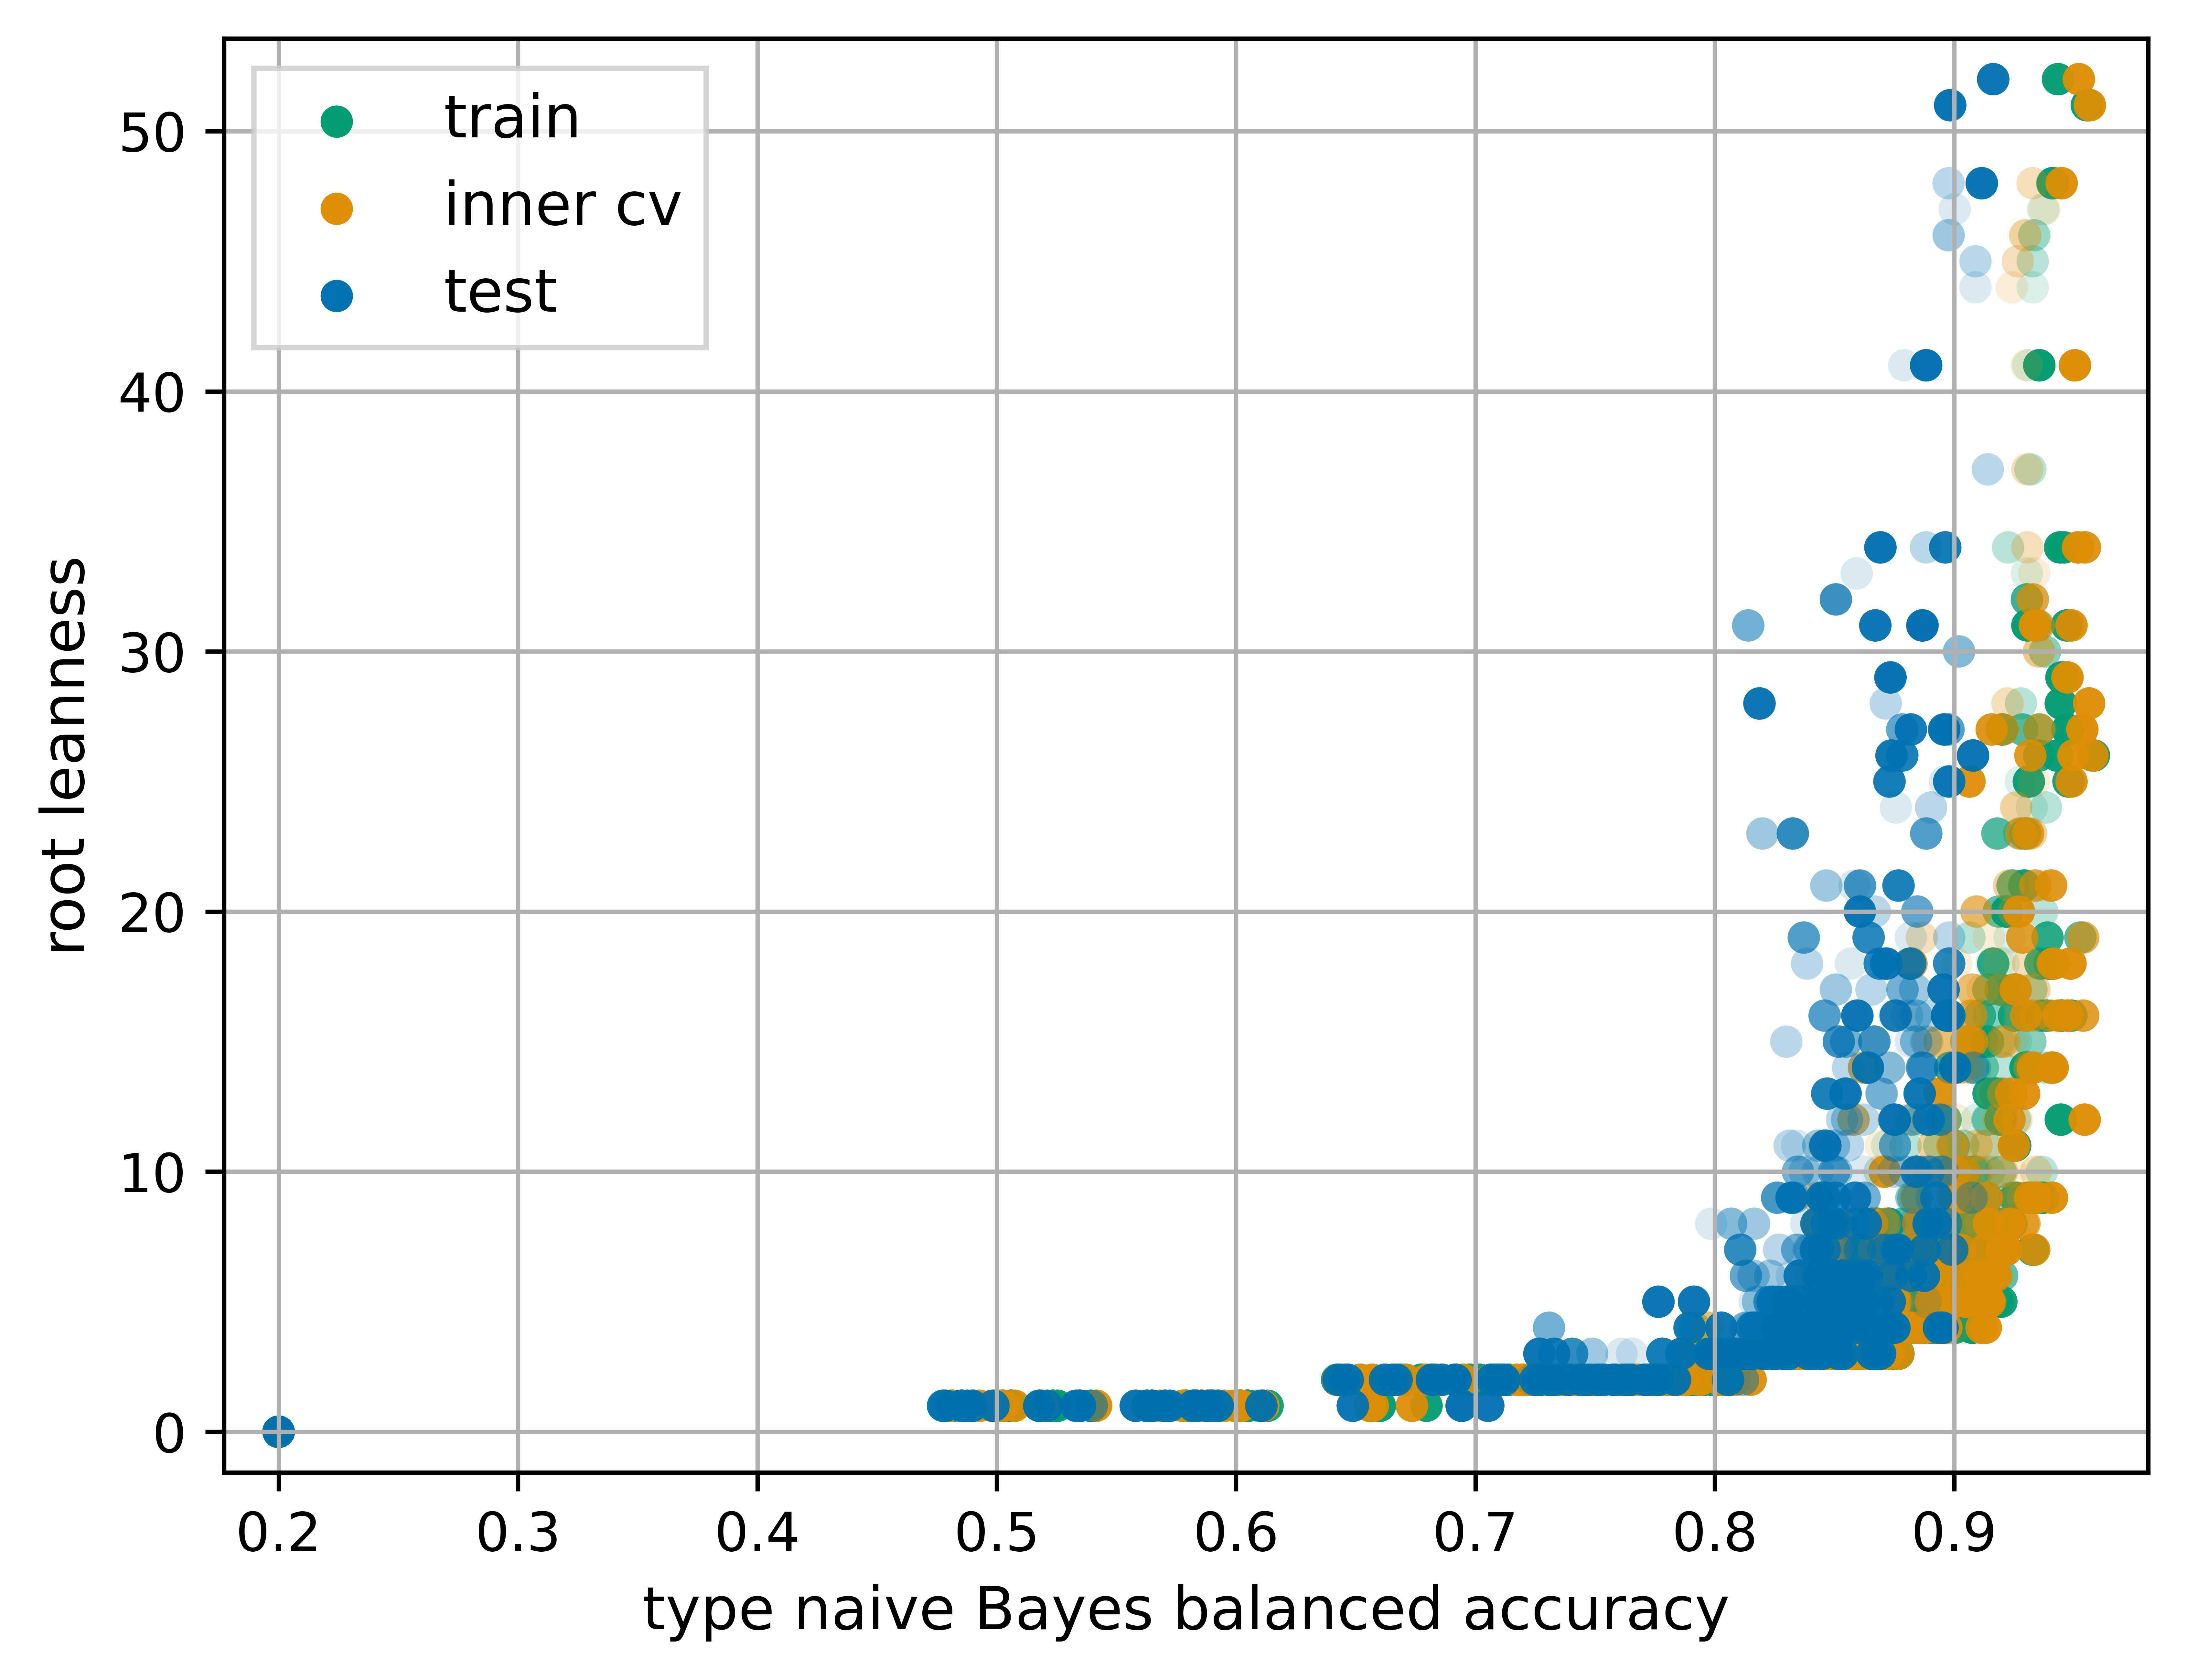 train
inner cv
test
50
40
30
20
10
0
root leanness
0.2 0.3 0.4 0.5 0.6 0.7 0.8 0.9
type naive Bayes balanced accuracy